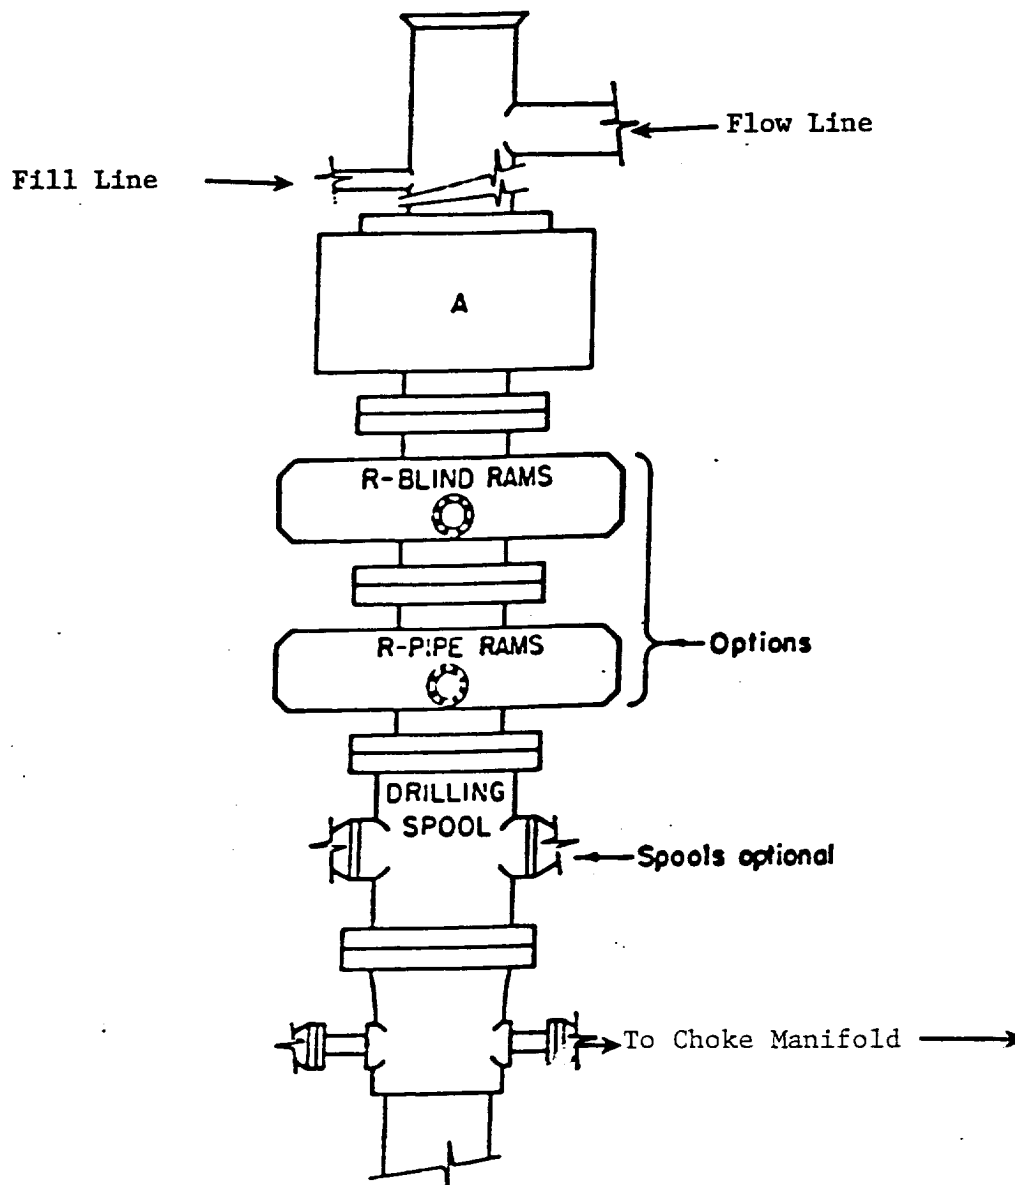 Flow Line
Fill Line
A
R-BLIND RAMS
R-PIPE RAMS
Options
DRILLING
SPOOL
Spools optional
To Choke Manifold